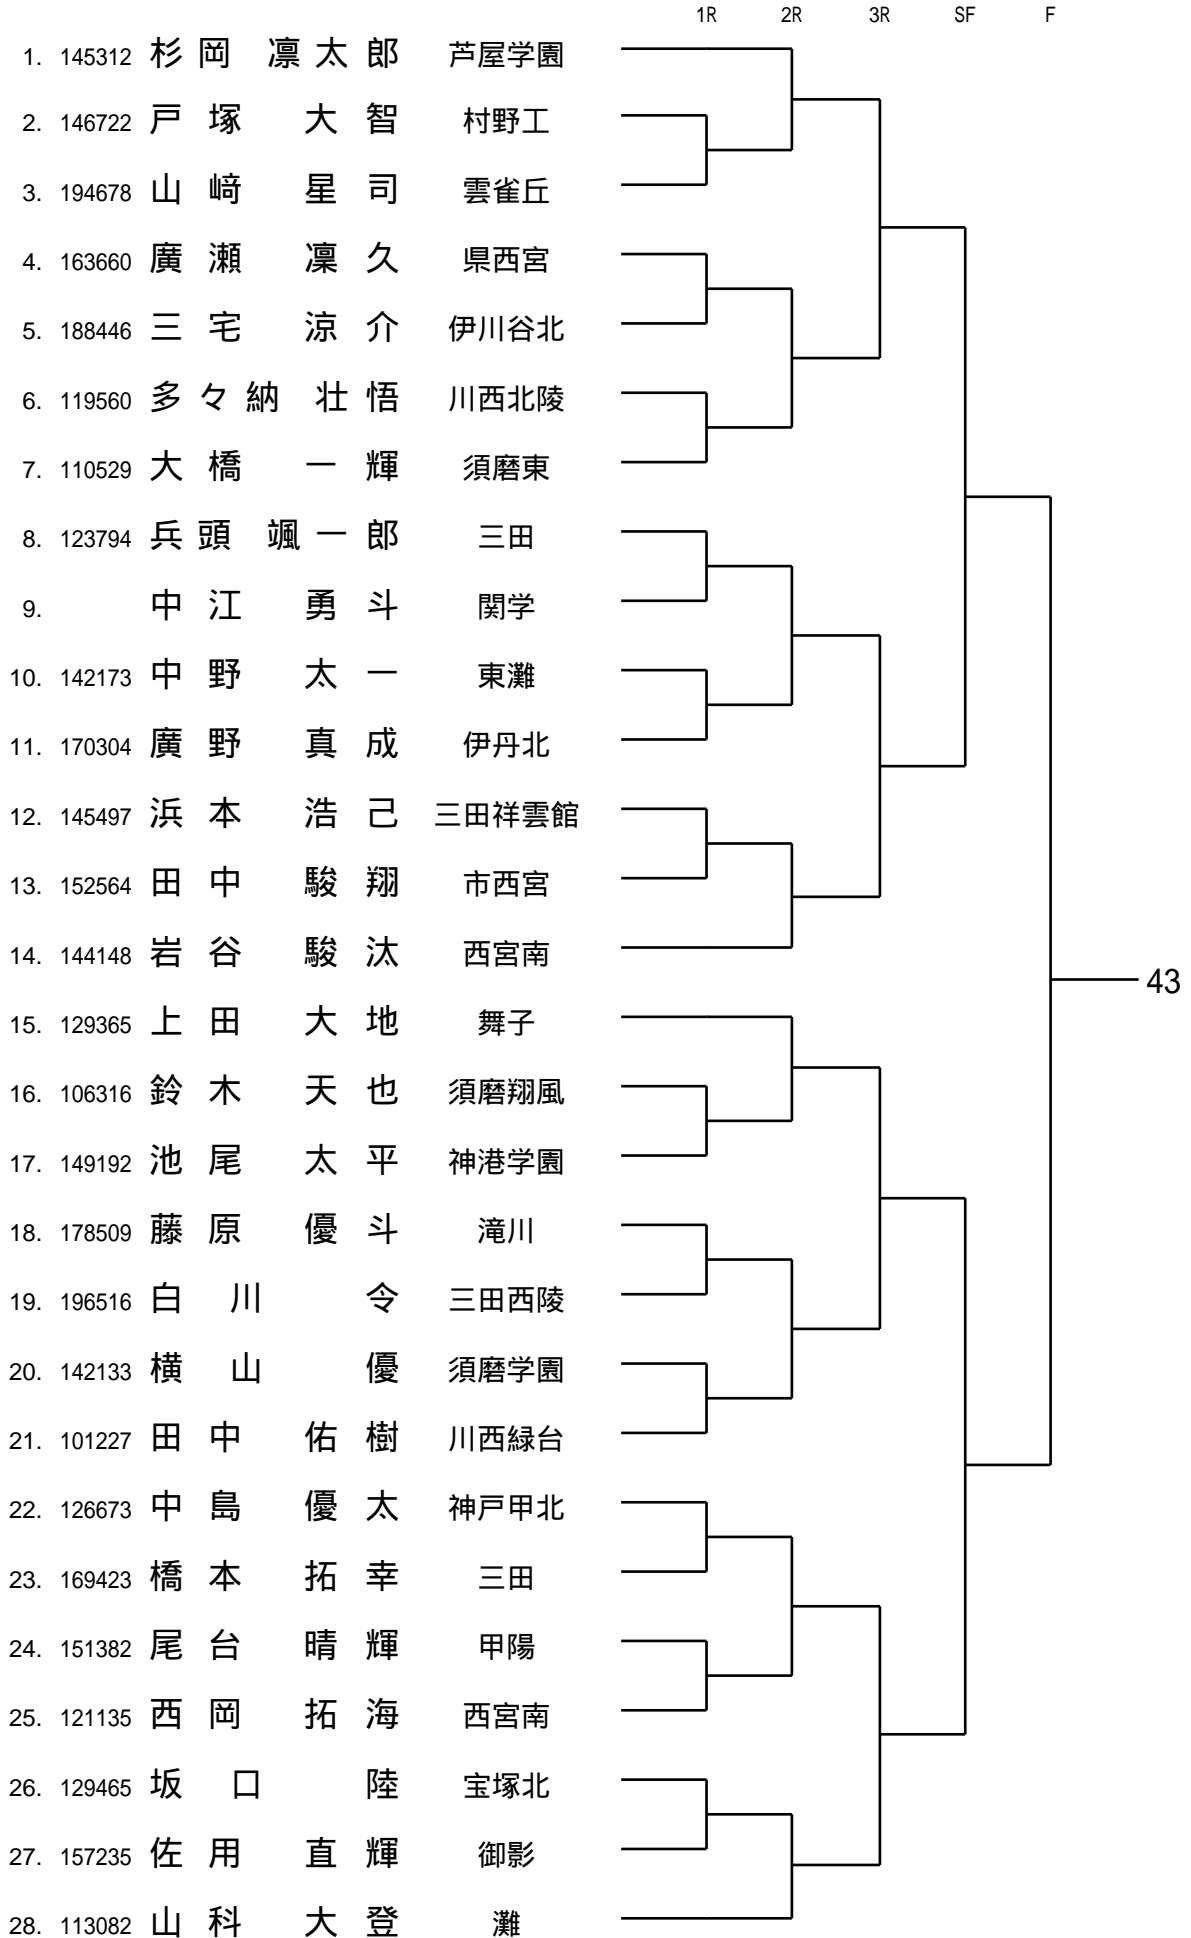 1R 2R 3R SF F
1. 145312 杉岡 凛太郎 芦屋学園
2. 146722 戸塚 大智 村野工
3. 194678 山﨑 星司 雲雀丘
4. 163660 廣瀬 凜久 県西宮
5. 188446 三宅 涼介 伊川谷北
6. 119560 多々納 壮悟 川西北陵
7. 110529 大橋 一輝 須磨東
8. 123794 兵頭 颯一郎 三田
9. 中江 勇斗 関学
10. 142173 中野 太一 東灘
11. 170304 廣野 真成 伊丹北
12. 145497 浜本 浩己 三田祥雲館
13. 152564 田中 駿翔 市西宮
14. 144148 岩谷 駿汰 西宮南
43
15. 129365 上田 大地 舞子
16. 106316 鈴木 天也 須磨翔風
17. 149192 池尾 太平 神港学園
18. 178509 藤原 優斗 滝川
19. 196516 白川 令 三田西陵
20. 142133 横山 優 須磨学園
21. 101227 田中 佑樹 川西緑台
22. 126673 中島 優太 神戸甲北
23. 169423 橋本 拓幸 三田
24. 151382 尾台 晴輝 甲陽
25. 121135 西岡 拓海 西宮南
26. 129465 坂口 陸 宝塚北
27. 157235 佐用 直輝 御影
28. 113082 山科 大登 灘